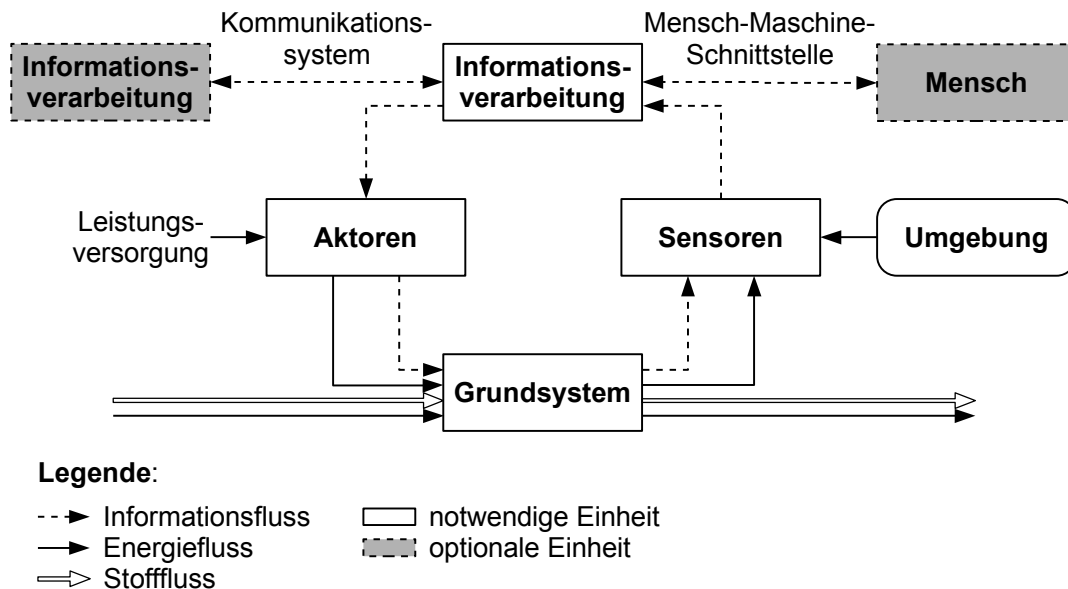 Kommunikations-
system
Mensch-Maschine-
Schnittstelle
Informations-
verarbeitung
Informations-
verarbeitung
Mensch
Leistungs-
versorgung
Aktoren
Sensoren
Umgebung
Grundsystem
Legende:
Informationsfluss
notwendige Einheit
Energiefluss
optionale Einheit
Stofffluss